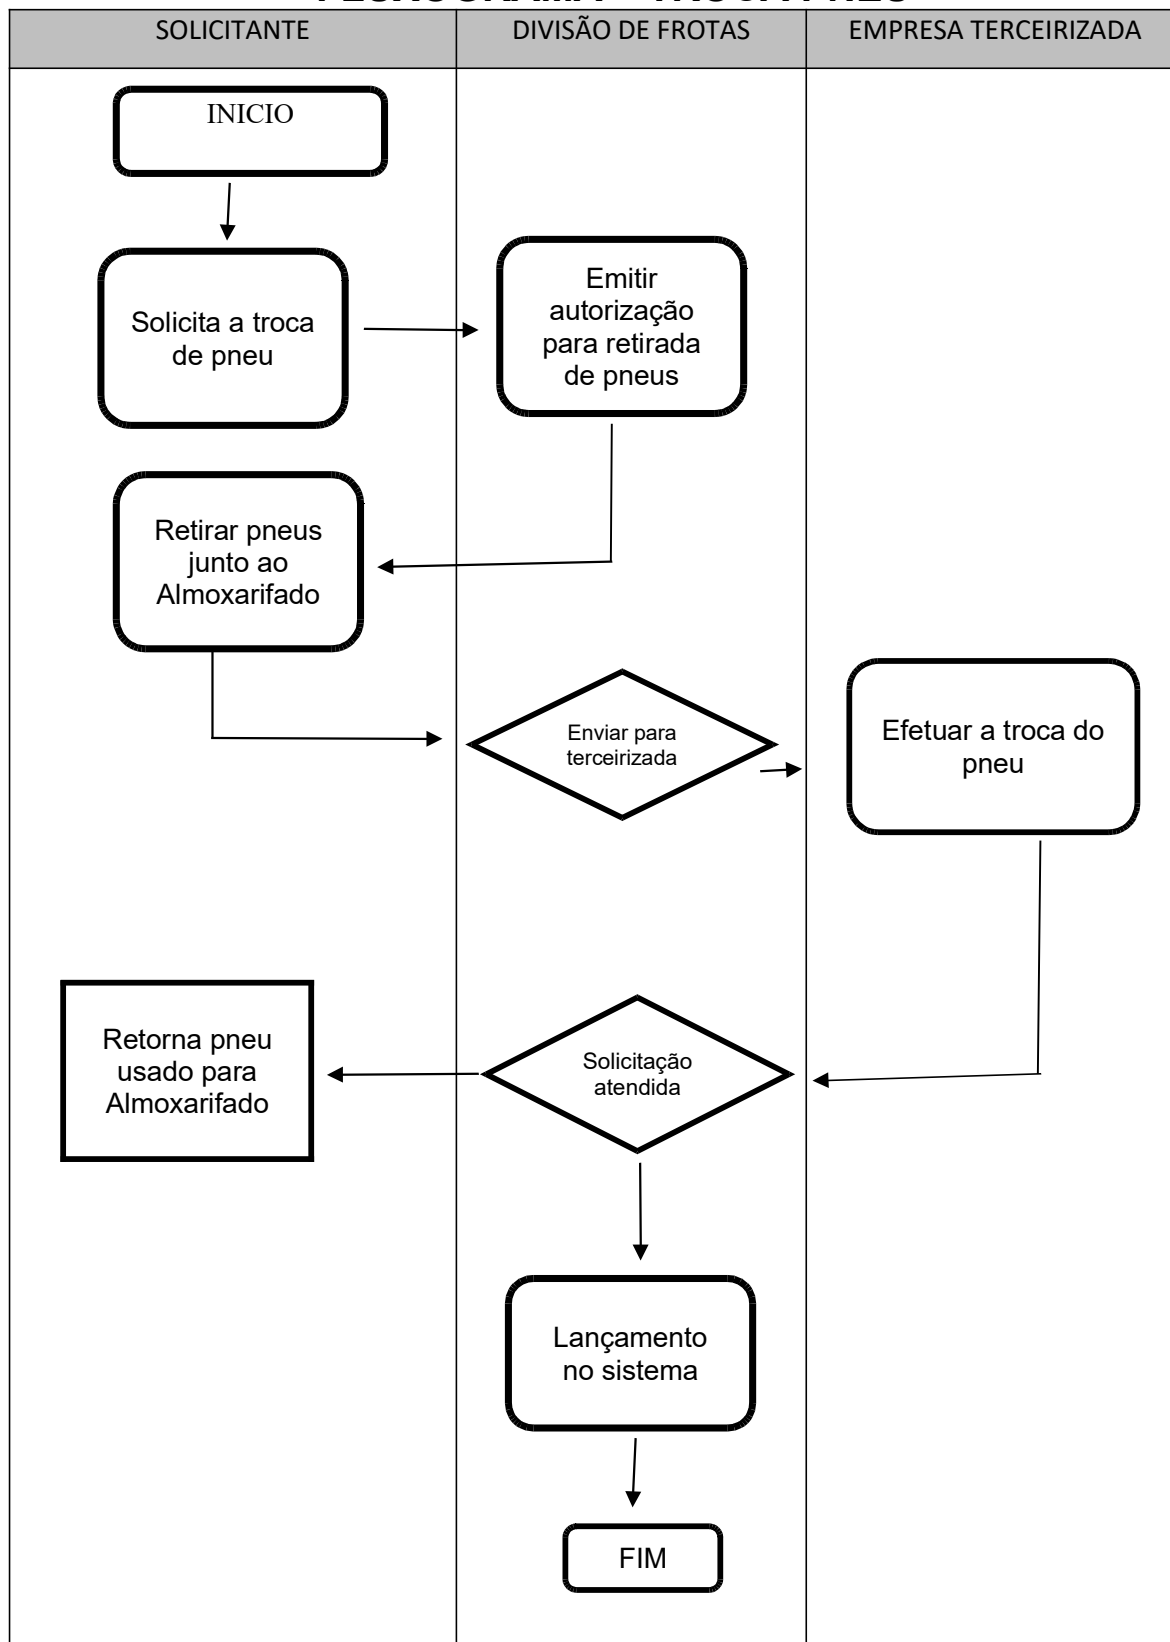 SOLICITANTE
DIVISÃO DE FROTAS
EMPRESA TERCEIRIZADA
INICIO
Solicita a troca
de pneu
Emitir
autorização
para retirada
de pneus
Retirar pneus
junto ao
Almoxarifado
Enviar para
terceirizada
Efetuar a troca do
pneu
Retorna pneu
usado para
Almoxarifado
Solicitação
atendida
Lançamento
no sistema
FIM